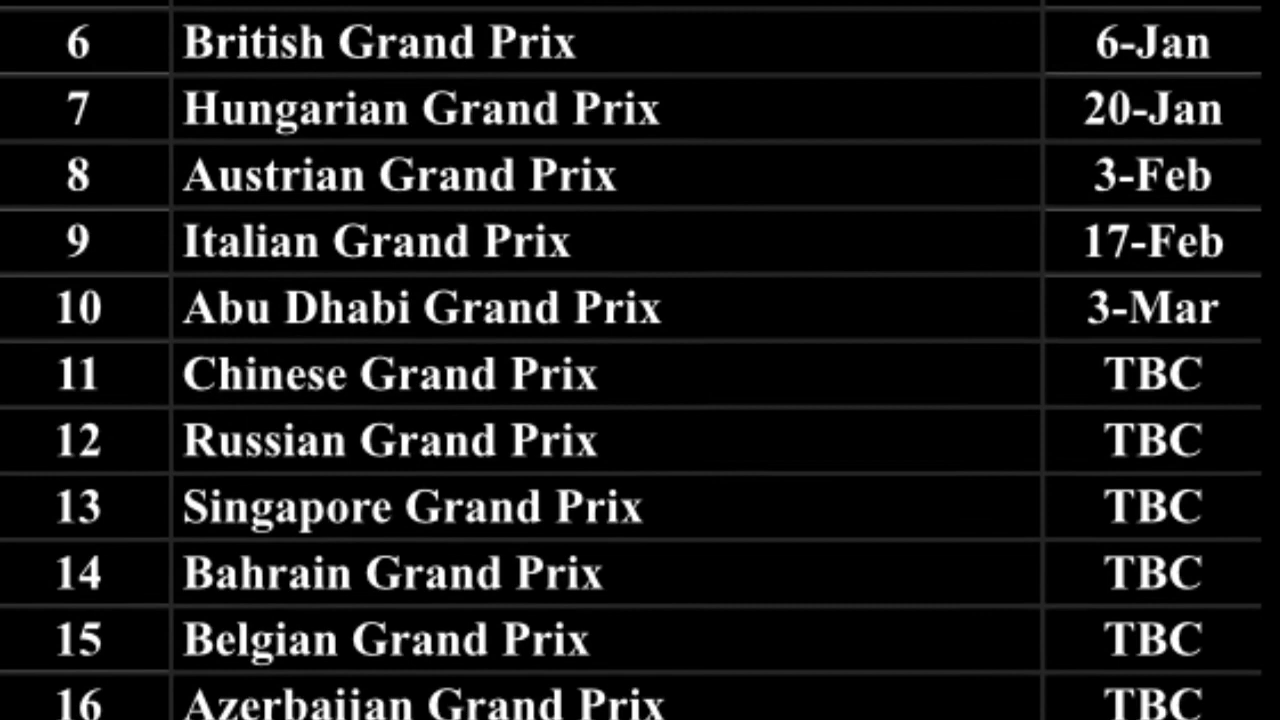 6 British Grand Prix 6-Jan
7 Hungarian Grand Prix 20-Jan
8 Austrian Grand Prix 3-Feb
9 Italian Grand Prix 17-Feb
10 Abu Dhabi Grand Prix 3-Mar
11 Chinese Grand Prix TBC
12 Russian Grand Prix TBC
13 Singapore Grand Prix TBC
14 Bahrain Grand Prix TBC
15 Belgian Grand Prix TBC
16 Azerbaijan Grand Prix TBC